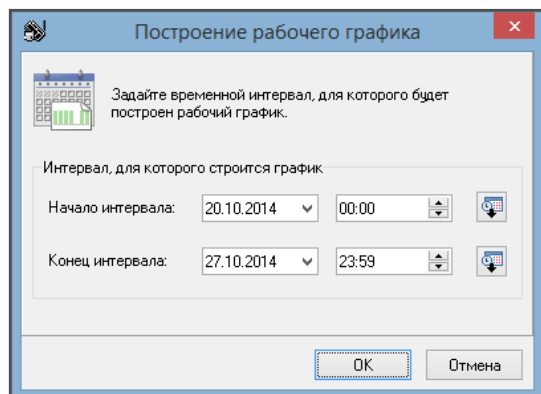 Построение рабочего графика
Задайте временной интервал, для которого будет
построен рабочий график.
Интервал, для которого строится график
Начало интервала: 20.10.2014 00:00
Конец интервала: 27.10.2014 23:59
OK Отмена